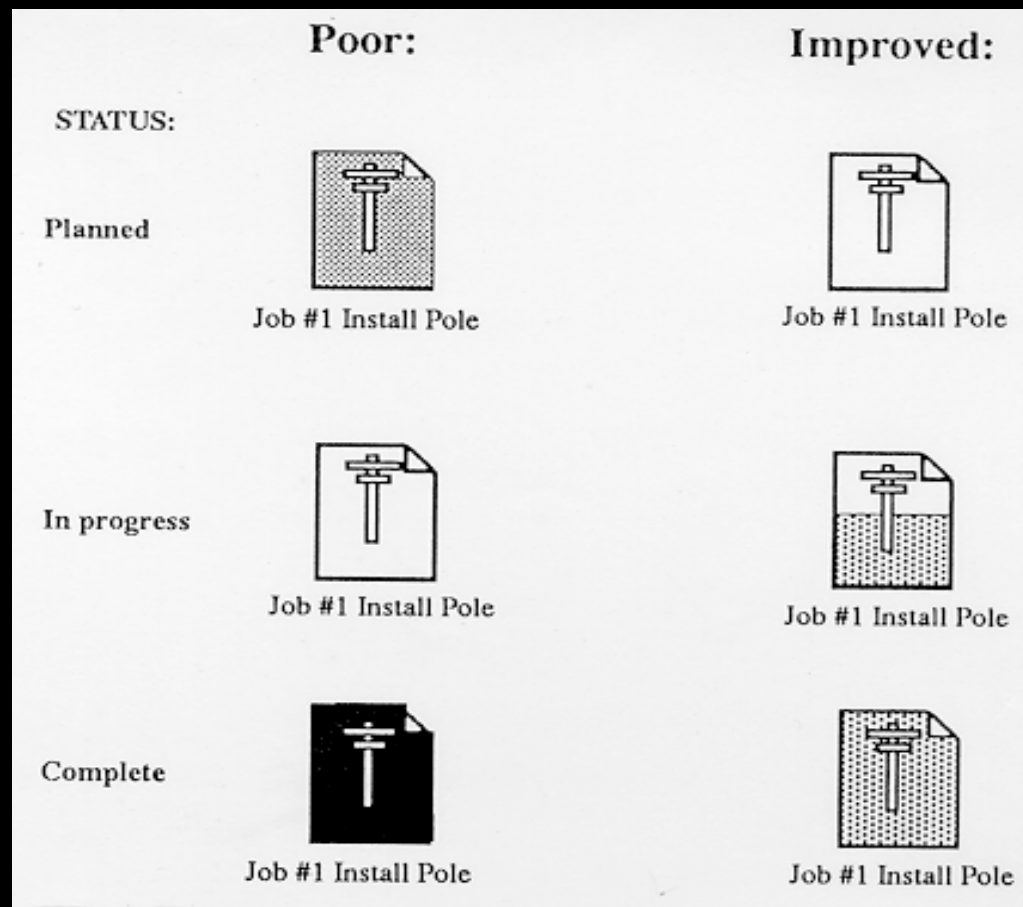 Poor:
Improved:
STATUS:
Planned
Job #1 Install Pole
Job #1 Install Pole
In progress
Job #1 Install Pole
Job #1 Install Pole
Complete
Job #1 Install Pole
Job #1 Install Pole